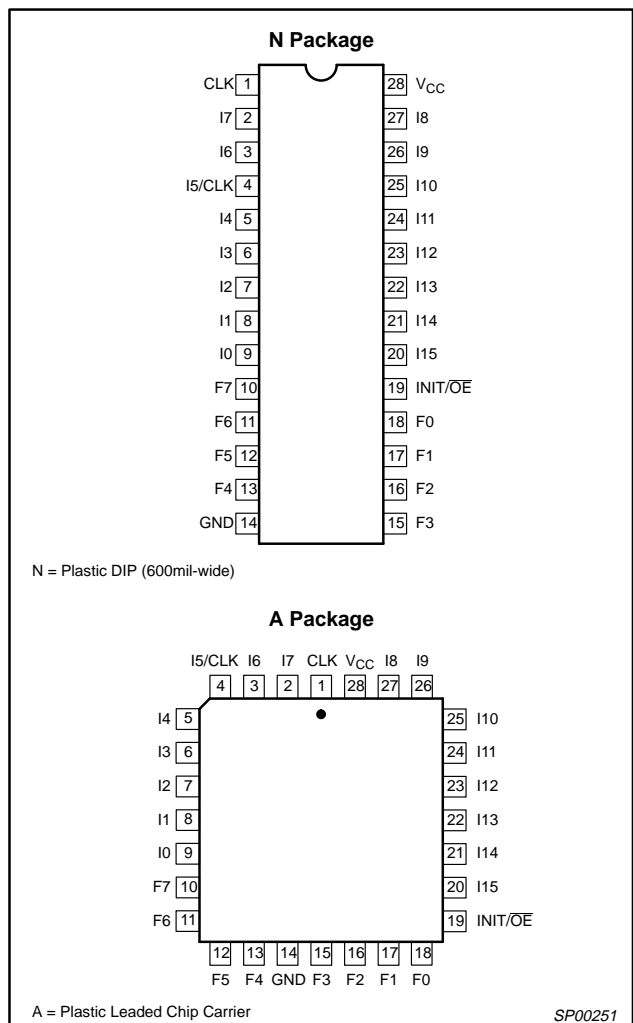 N Package
CLK 1 28 VCC
I7 2 27 I8
I6 3 26 I9
I5/CLK 4 25 I10
I4 5 24 I11
I3 6 23 I12
I2 7 22 I13
I1 8 21 I14
I0 9 20 I15
F7 10 19 INIT/O̅E̅
F6 11 18 F0
F5 12 17 F1
F4 13 16 F2
GND 14 15 F3
N = Plastic DIP (600mil-wide)
A Package
I5/CLK I6 I7 CLK VCC I8 I9
4 3 2 1 28 27 26
I4 5 25 I10
I3 6 24 I11
I2 7 23 I12
I1 8 22 I13
I0 9 21 I14
F7 10 20 I15
F6 11 19 INIT/O̅E̅
12 13 14 15 16 17 18
F5 F4 GND F3 F2 F1 F0
A = Plastic Leaded Chip Carrier
SP00251